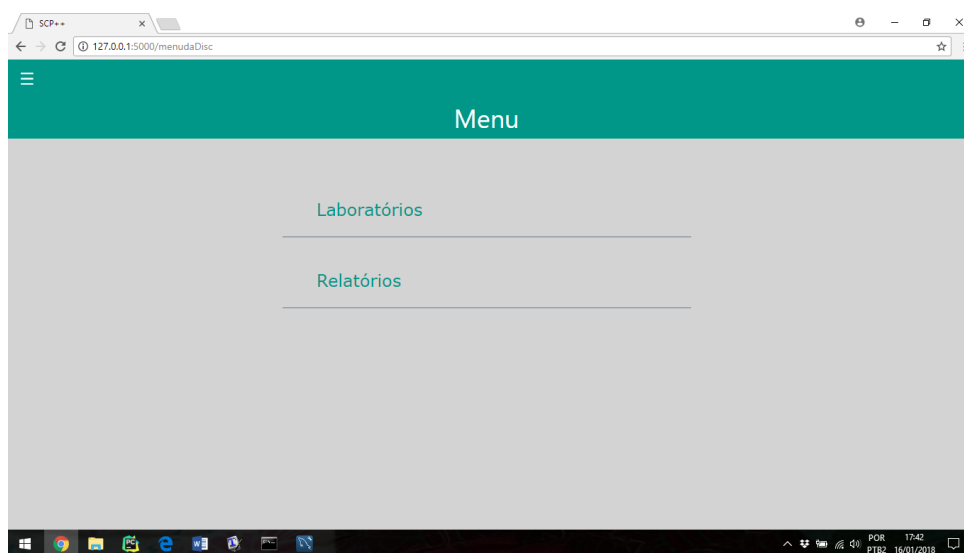 SCP++
127.0.0.1:5000/menudaDisc
Menu
Laboratórios
Relatórios
POR 17:42
PTB2 16/01/2018